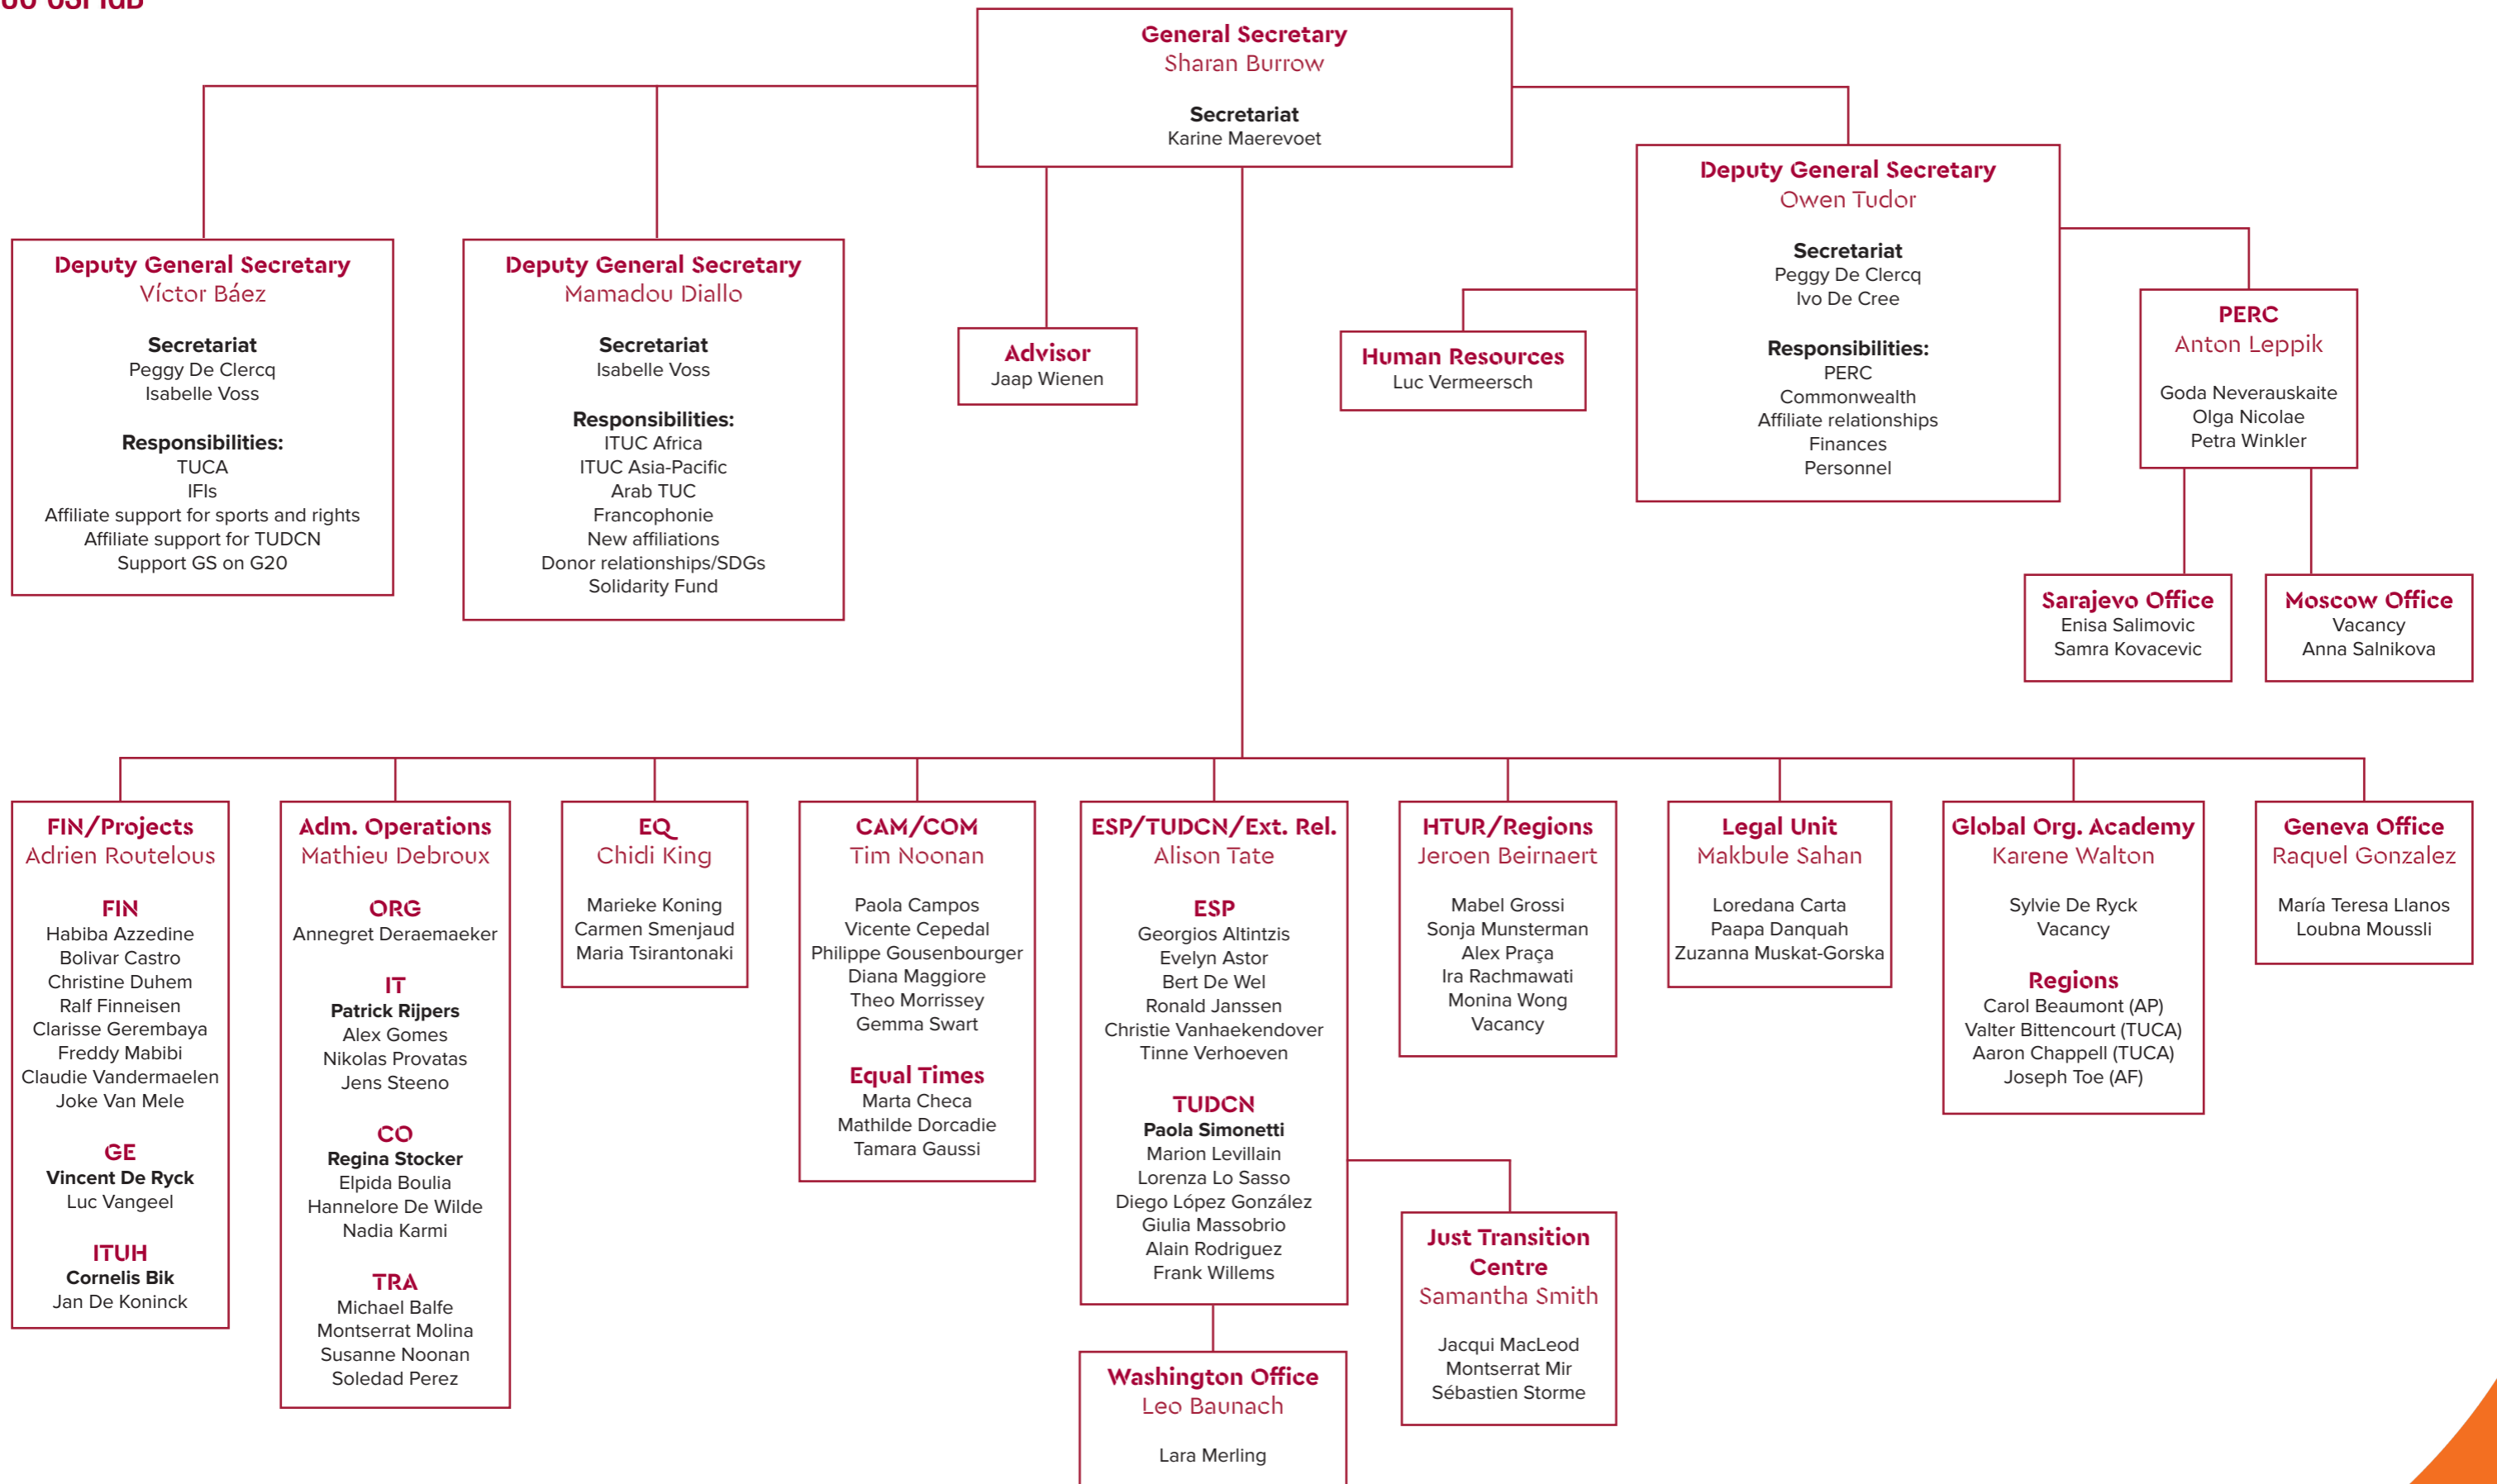 General Secretary
Sharan Burrow
Secretariat
Karine Maerevoet
Deputy General Secretary
Víctor Báez
Secretariat
Peggy De Clercq
Isabelle Voss
Responsibilities:
TUCA
IFIs
Affiliate support for sports and rights
Affiliate support for TUDCN
Support GS on G20
Deputy General Secretary
Mamadou Diallo
Secretariat
Isabelle Voss
Responsibilities:
ITUC Africa
ITUC Asia-Pacific
Arab TUC
Francophonie
New affiliations
Donor relationships/SDGs
Solidarity Fund
Advisor
Jaap Wienen
Human Resources
Luc Vermeersch
Deputy General Secretary
Owen Tudor
Secretariat
Peggy De Clercq
Ivo De Cree
Responsibilities:
PERC
Commonwealth
Affiliate relationships
Finances
Personnel
PERC
Anton Leppik
Goda Neverauskaite
Olga Nicolae
Petra Winkler
Sarajevo Office
Enisa Salimovic
Samra Kovacevic
Moscow Office
Vacancy
Anna Salnikova
FIN/Projects
Adrien Routelous
FIN
Habiba Azzedine
Bolivar Castro
Christine Duhem
Ralf Finneisen
Clarisse Gerembaya
Freddy Mabibi
Claudie Vandermaelen
Joke Van Mele
GE
Vincent De Ryck
Luc Vangeel
ITUH
Cornelis Bik
Jan De Koninck
Adm. Operations
Mathieu Debroux
ORG
Annegret Deraemaeker
IT
Patrick Rijpers
Alex Gomes
Nikolas Provatas
Jens Steeno
CO
Regina Stocker
Elpida Boulia
Hannelore De Wilde
Nadia Karmi
TRA
Michael Balfe
Montserrat Molina
Susanne Noonan
Soledad Perez
EQ
Chidi King
Marieke Koning
Carmen Smenjaud
Maria Tsirantonaki
CAM/COM
Tim Noonan
Paola Campos
Vicente Cepedal
Philippe Gousenbourger
Diana Maggiore
Theo Morrissey
Gemma Swart
Equal Times
Marta Checa
Mathilde Dorcadie
Tamara Gaussi
ESP/TUDCN/Ext. Rel.
Alison Tate
ESP
Georgios Altintzis
Evelyn Astor
Bert De Wel
Ronald Janssen
Christie Vanhaekendover
Tinne Verhoeven
TUDCN
Paola Simonetti
Marion Levillain
Lorenza Lo Sasso
Diego López González
Giulia Massobrio
Alain Rodriguez
Frank Willems
Washington Office
Leo Baunach
Lara Merling
HTUR/Regions
Jeroen Beirnaert
Mabel Grossi
Sonja Munsterman
Alex Praça
Ira Rachmawati
Monina Wong
Vacancy
Just Transition
Centre
Samantha Smith
Jacqui MacLeod
Montserrat Mir
Sébastien Storme
Legal Unit
Makbule Sahan
Loredana Carta
Paapa Danquah
Zuzanna Muskat-Gorska
Global Org. Academy
Karene Walton
Sylvie De Ryck
Vacancy
Regions
Carol Beaumont (AP)
Valter Bittencourt (TUCA)
Aaron Chappell (TUCA)
Joseph Toe (AF)
Geneva Office
Raquel Gonzalez
María Teresa Llanos
Loubna Moussli